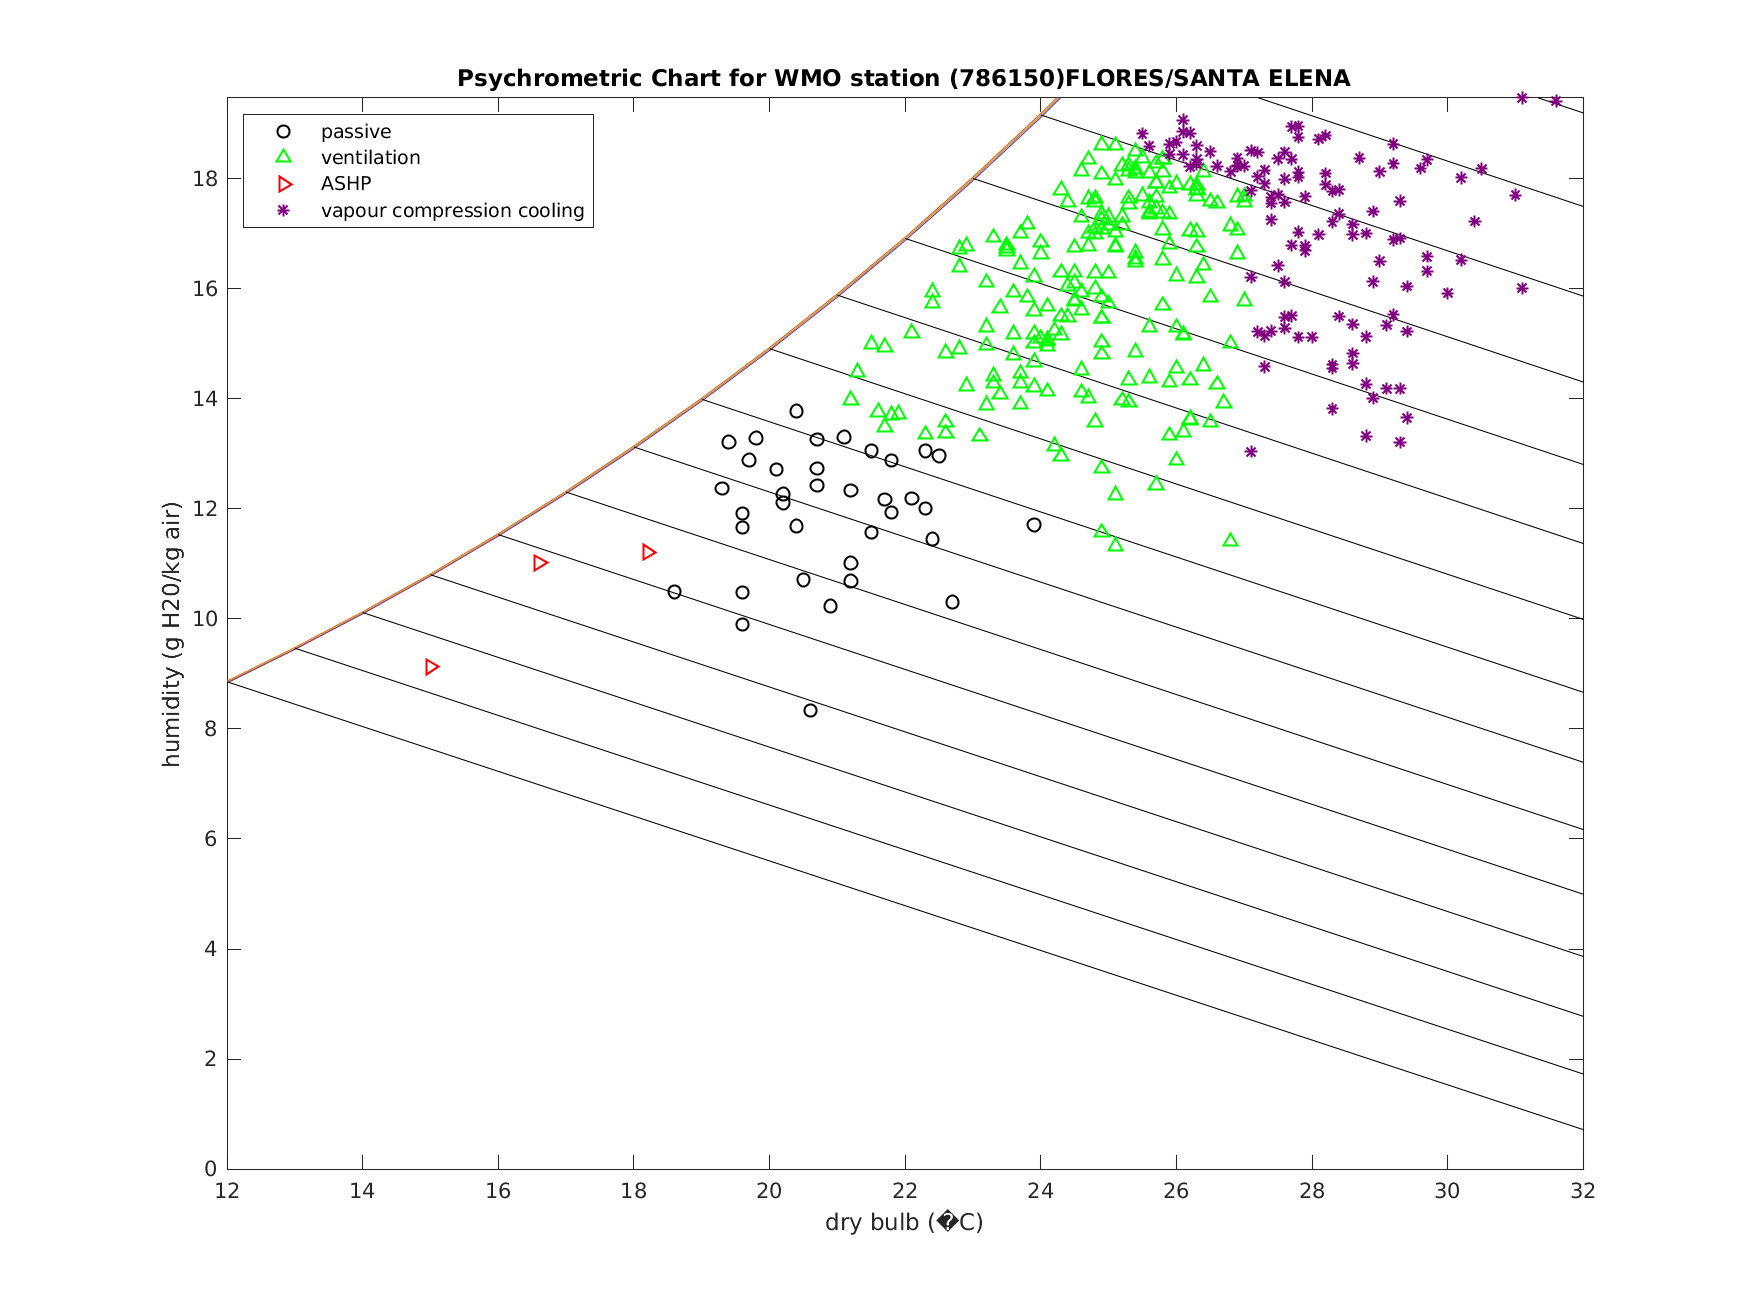 Psychrometric Chart for WMO station (786150)FLORES/SANTA ELENA
passive
ventilation
ASHP
vapour compression cooling
humidity (g H20/kg air)
18
16
14
12
10
8
6
4
2
0
12 14 16 18 20 22 24 26 28 30 32
dry bulb (�C)